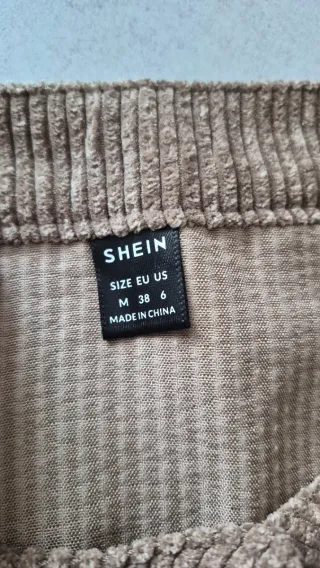 SHEIN
SIZE EU US
M 38 6
MADE IN CHINA